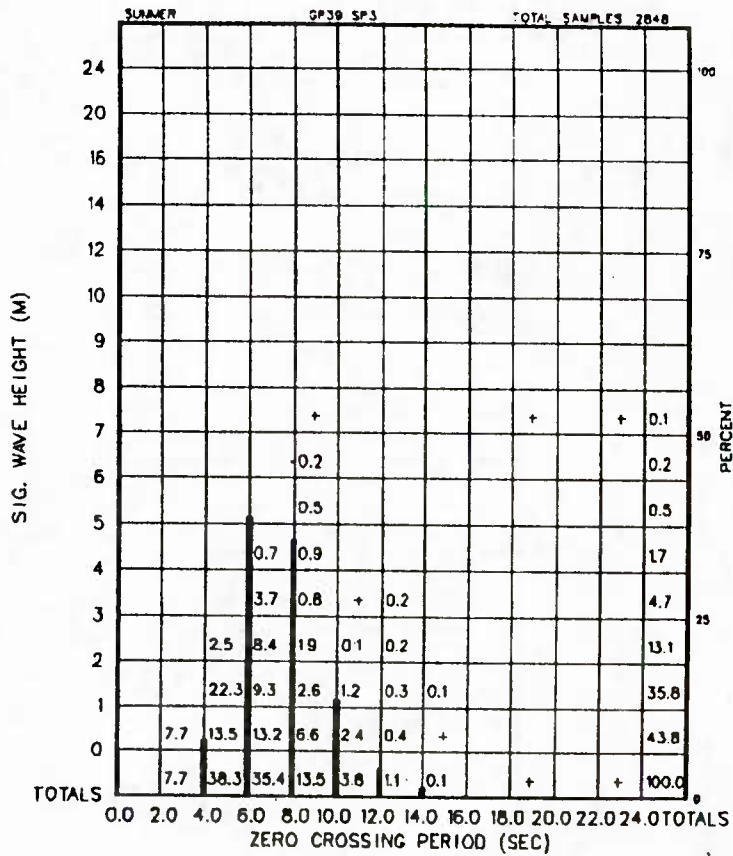 SUMMER GP39 SP3 TOTAL SAMPLES 2848
24
100
20
16
14
12
75
10
9
8
+ + + 0.1
7
50
0.2 0.2
6
0.5 0.5
5
0.7 0.9 1.7
4
3.7 0.8 + 0.2 4.7
3
25
2.5 8.4 1.9 0.1 0.2 13.1
2
22.3 9.3 2.6 1.2 0.3 0.1 35.8
1
7.7 13.5 13.2 6.6 2.4 0.4 + 43.8
0
7.7 38.3 35.4 13.5 3.8 1.1 0.1 + + 100.0
TOTALS 0
0.0 2.0 4.0 6.0 8.0 10.0 12.0 14.0 16.0 18.0 20.0 22.0 24.0 TOTALS
ZERO CROSSING PERIOD (SEC)
SIG. WAVE HEIGHT (M)
PERCENT